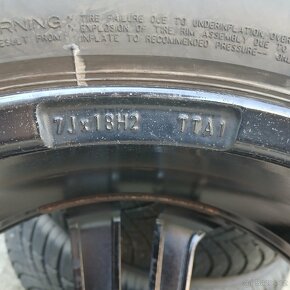 WARNING • TIRE FAILURE DUE TO UNDERINFLATION
EXPLOSION OF TIRE RIM ASSEMBLY DUE TO
RESULT FROM • INFLATE TO RECOMMENDED PRESSURE--
7Jx18H2 TTA1